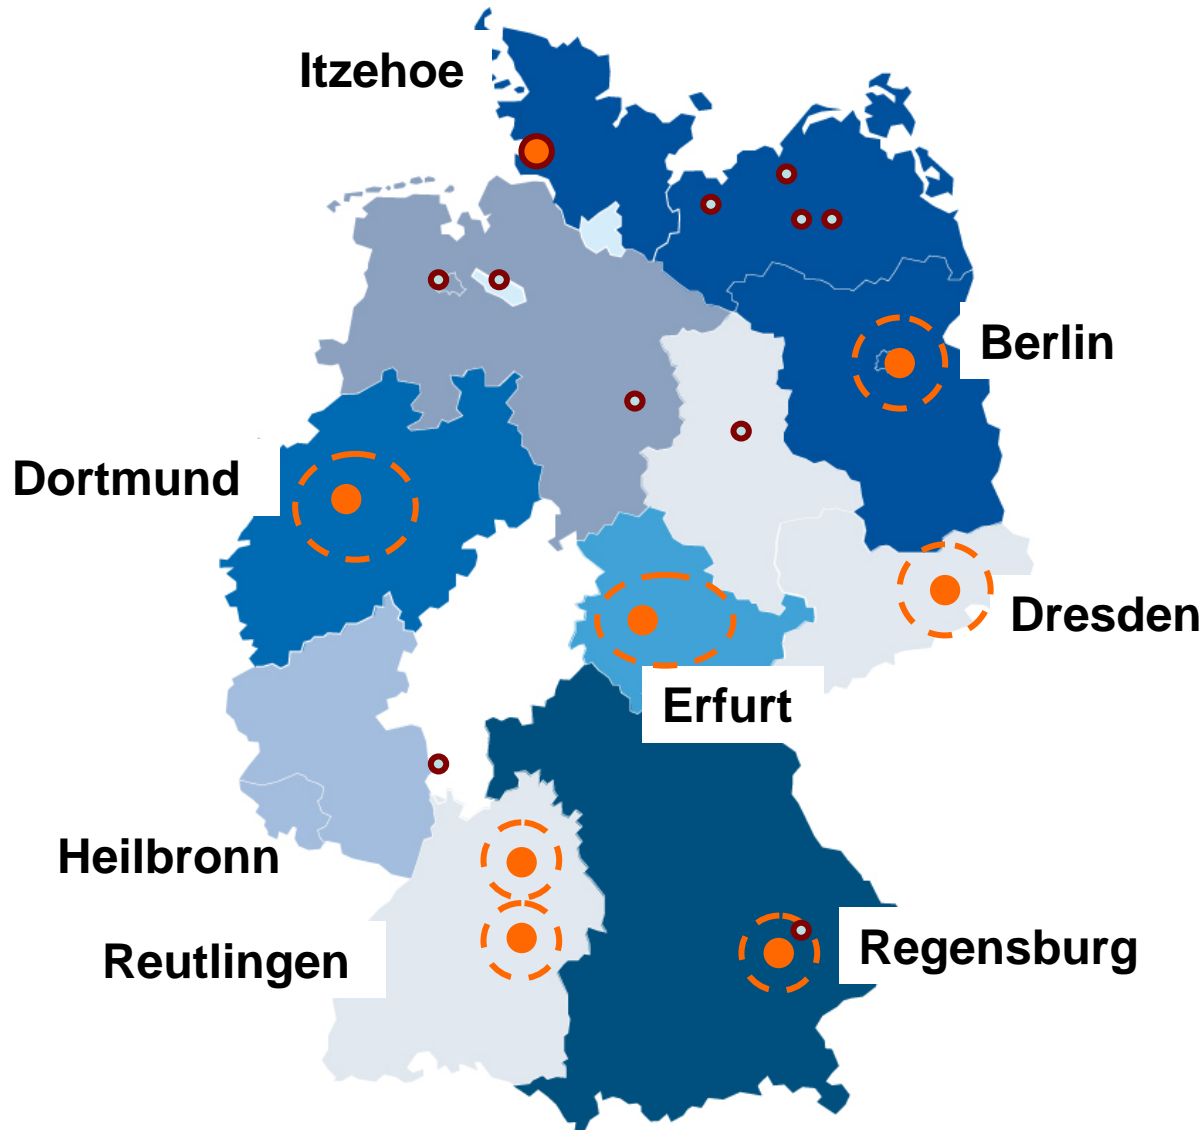 Itzehoe
Berlin
Dortmund
Dresden
Erfurt
Heilbronn
Reutlingen
Regensburg